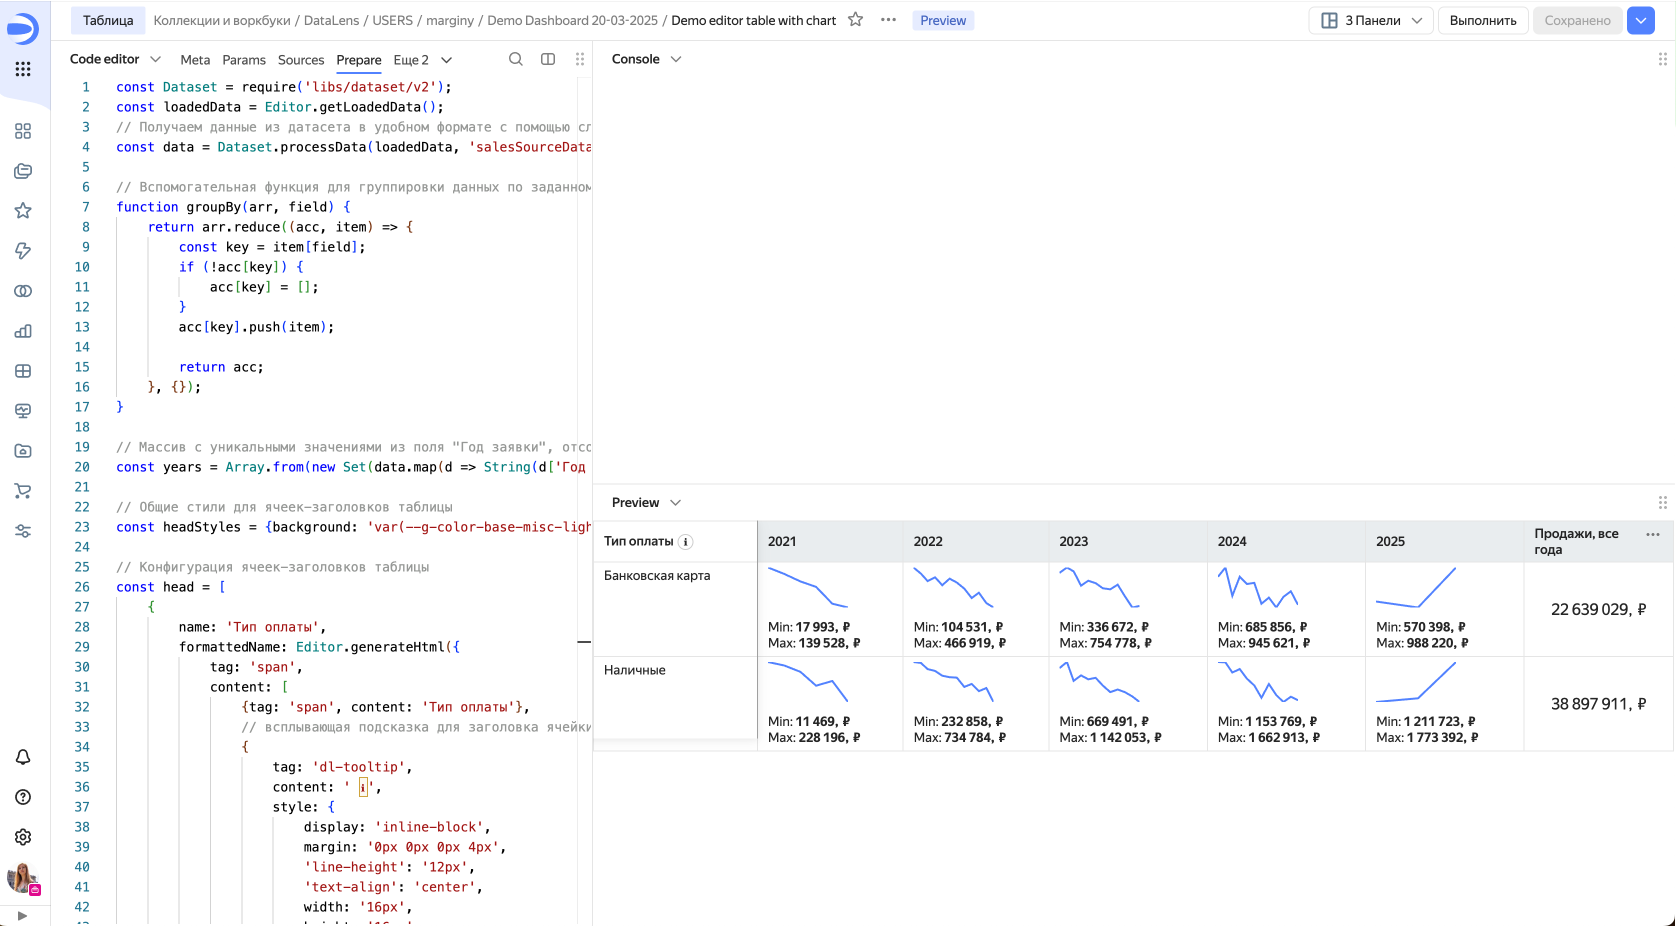 Таблица
Коллекции и воркбуки / DataLens / USERS / marginy / Demo Dashboard 20-03-2025 / Demo editor table with chart
Preview
3 Панели
Выполнить
Сохранено
Code editor
Meta
Params
Sources
Prepare
Еще 2
1 const Dataset = require('libs/dataset/v2');
2 const loadedData = Editor.getLoadedData();
3 // Получаем данные из датасета в удобном формате с помощью сл
4 const data = Dataset.processData(loadedData, 'salesSourceData
5
6 // Вспомогательная функция для группировки данных по заданном
7 function groupBy(arr, field) {
8 return arr.reduce((acc, item) => {
9 const key = item[field];
10 if (!acc[key]) {
11 acc[key] = [];
12 }
13 acc[key].push(item);
14
15 return acc;
16 }, {});
17 }
18
19 // Массив с уникальными значениями из поля "Год заявки", отсо
20 const years = Array.from(new Set(data.map(d => String(d['Год
21
22 // Общие стили для ячеек-заголовков таблицы
23 const headStyles = {background: 'var(--g-color-base-misc-ligh
24
25 // Конфигурация ячеек-заголовков таблицы
26 const head = [
27 {
28 name: 'Тип оплаты',
29 formattedName: Editor.generateHtml({
30 tag: 'span',
31 content: [
32 {tag: 'span', content: 'Тип оплаты'},
33 // всплывающая подсказка для заголовка ячейки
34 {
35 tag: 'dl-tooltip',
36 content: ' ℹ',
37 style: {
38 display: 'inline-block',
39 margin: '0px 0px 0px 4px',
40 'line-height': '12px',
41 'text-align': 'center',
42 width: '16px',
Console
Preview
Тип оплаты i
2021
2022
2023
2024
2025
Продажи, все года
Банковская карта
Min: 17 993, ₽
Max: 139 528, ₽
Min: 104 531, ₽
Max: 466 919, ₽
Min: 336 672, ₽
Max: 754 778, ₽
Min: 685 856, ₽
Max: 945 621, ₽
Min: 570 398, ₽
Max: 988 220, ₽
22 639 029, ₽
Наличные
Min: 11 469, ₽
Max: 228 196, ₽
Min: 232 858, ₽
Max: 734 784, ₽
Min: 669 491, ₽
Max: 1 142 053, ₽
Min: 1 153 769, ₽
Max: 1 662 913, ₽
Min: 1 211 723, ₽
Max: 1 773 392, ₽
38 897 911, ₽